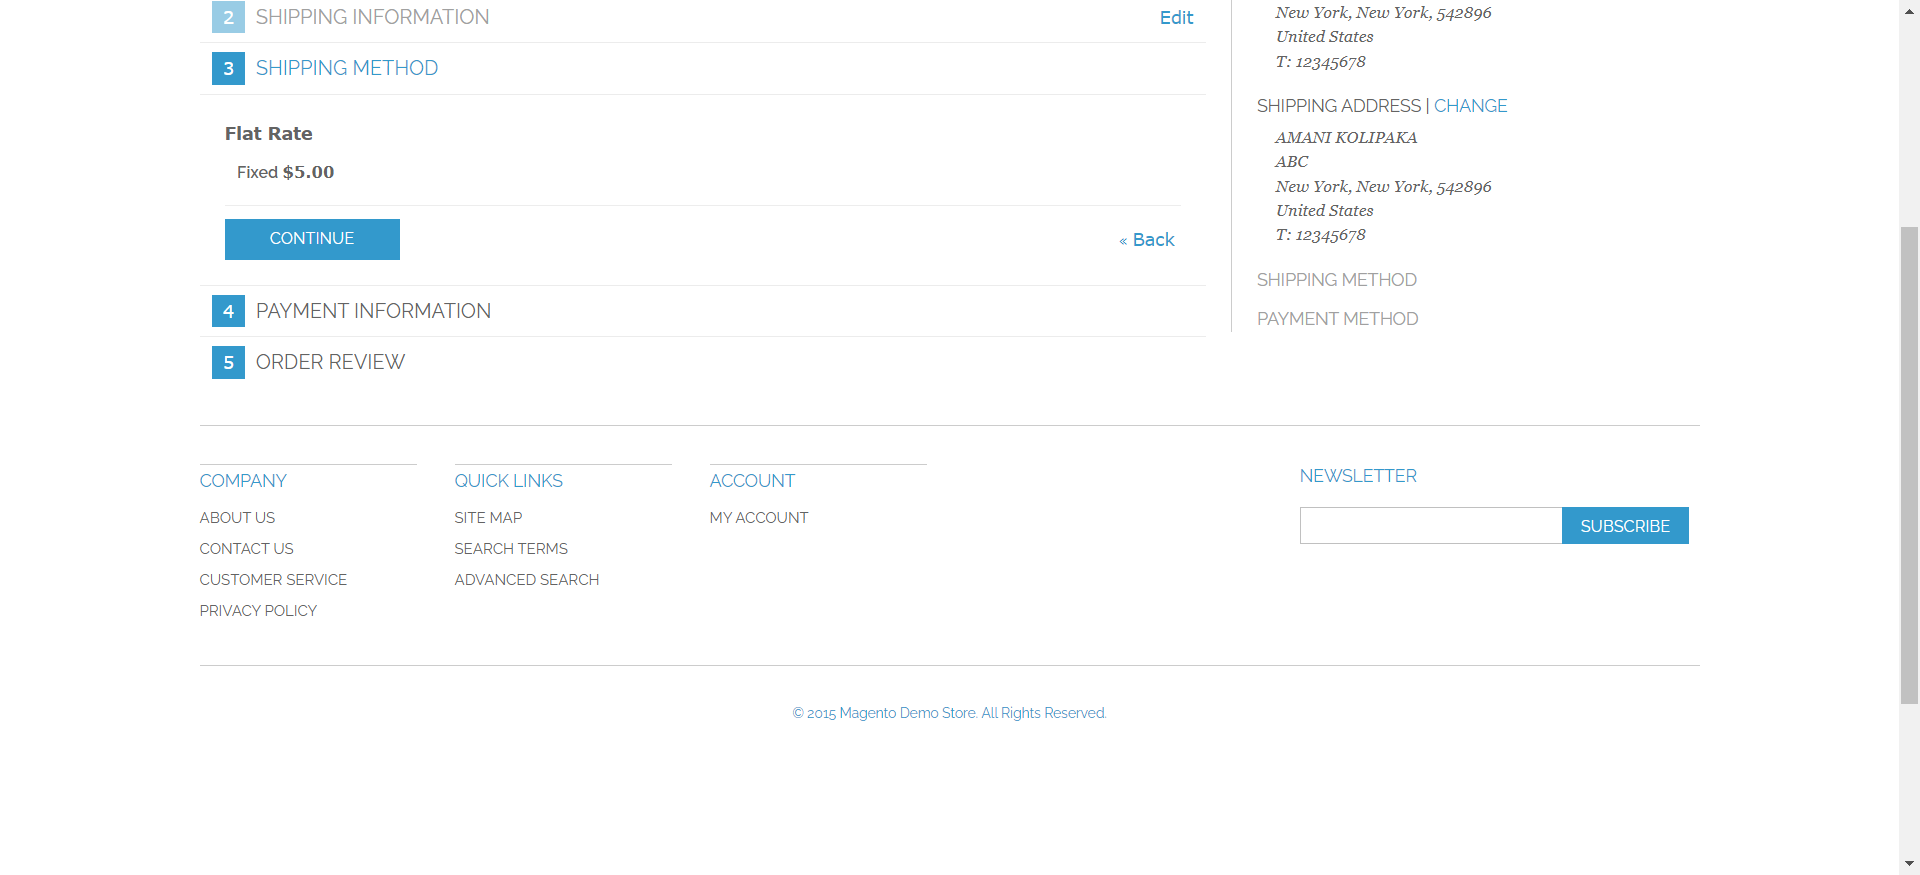 2 SHIPPING INFORMATION Edit
3 SHIPPING METHOD
Flat Rate
Fixed $5.00
CONTINUE
« Back
4 PAYMENT INFORMATION
5 ORDER REVIEW
New York, New York, 542896
United States
T: 12345678
SHIPPING ADDRESS | CHANGE
AMANI KOLIPAKA
ABC
New York, New York, 542896
United States
T: 12345678
SHIPPING METHOD
PAYMENT METHOD
COMPANY
ABOUT US
CONTACT US
CUSTOMER SERVICE
PRIVACY POLICY
QUICK LINKS
SITE MAP
SEARCH TERMS
ADVANCED SEARCH
ACCOUNT
MY ACCOUNT
NEWSLETTER
SUBSCRIBE
© 2015 Magento Demo Store. All Rights Reserved.